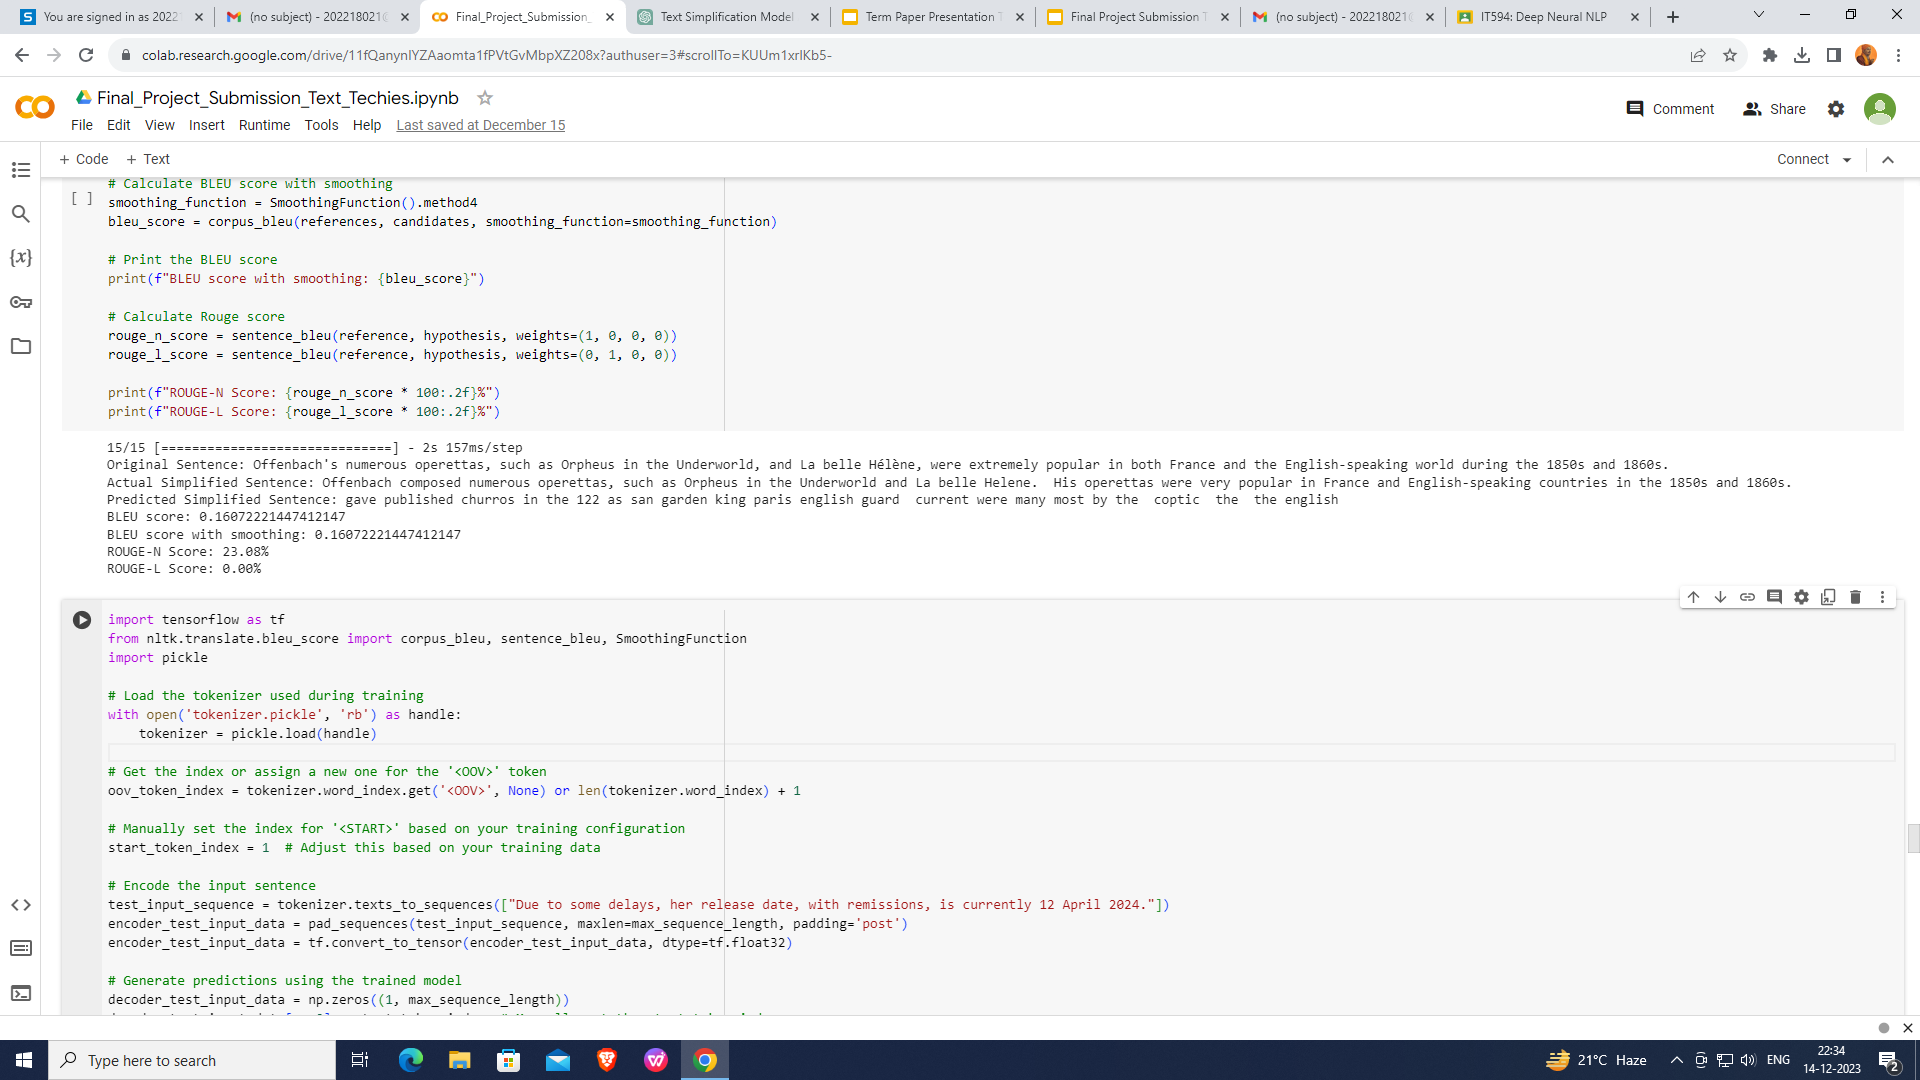 You are signed in as 2022
(no subject) - 202218021@
Final_Project_Submission_
Text Simplification Model
Term Paper Presentation T
Final Project Submission T
(no subject) - 202218021@
IT594: Deep Neural NLP
colab.research.google.com/drive/11fQanynIYZAaomta1fPVtGvMbpXZ208x?authuser=3#scrollTo=KUUm1xrIKb5-
Final_Project_Submission_Text_Techies.ipynb
Comment
Share
File Edit View Insert Runtime Tools Help Last saved at December 15
+ Code + Text
Connect
# Calculate BLEU score with smoothing
[ ] smoothing_function = SmoothingFunction().method4
bleu_score = corpus_bleu(references, candidates, smoothing_function=smoothing_function)
# Print the BLEU score
print(f"BLEU score with smoothing: {bleu_score}")
# Calculate Rouge score
rouge_n_score = sentence_bleu(reference, hypothesis, weights=(1, 0, 0, 0))
rouge_l_score = sentence_bleu(reference, hypothesis, weights=(0, 1, 0, 0))
print(f"ROUGE-N Score: {rouge_n_score * 100:.2f}%")
print(f"ROUGE-L Score: {rouge_l_score * 100:.2f}%")
15/15 [==============================] - 2s 157ms/step
Original Sentence: Offenbach's numerous operettas, such as Orpheus in the Underworld, and La belle Hélène, were extremely popular in both France and the English-speaking world during the 1850s and 1860s.
Actual Simplified Sentence: Offenbach composed numerous operettas, such as Orpheus in the Underworld and La belle Helene.  His operettas were very popular in France and English-speaking countries in the 1850s and 1860s.
Predicted Simplified Sentence: gave published churros in the 122 as san garden king paris english guard  current were many most by the  coptic  the  the english
BLEU score: 0.16072221447412147
BLEU score with smoothing: 0.16072221447412147
ROUGE-N Score: 23.08%
ROUGE-L Score: 0.00%
import tensorflow as tf
from nltk.translate.bleu_score import corpus_bleu, sentence_bleu, SmoothingFunction
import pickle
# Load the tokenizer used during training
with open('tokenizer.pickle', 'rb') as handle:
    tokenizer = pickle.load(handle)
# Get the index or assign a new one for the '<OOV>' token
oov_token_index = tokenizer.word_index.get('<OOV>', None) or len(tokenizer.word_index) + 1
# Manually set the index for '<START>' based on your training configuration
start_token_index = 1  # Adjust this based on your training data
# Encode the input sentence
test_input_sequence = tokenizer.texts_to_sequences(["Due to some delays, her release date, with remissions, is currently 12 April 2024."])
encoder_test_input_data = pad_sequences(test_input_sequence, maxlen=max_sequence_length, padding='post')
encoder_test_input_data = tf.convert_to_tensor(encoder_test_input_data, dtype=tf.float32)
# Generate predictions using the trained model
decoder_test_input_data = np.zeros((1, max_sequence_length))
Type here to search
21°C Haze
ENG
22:34
14-12-2023
2